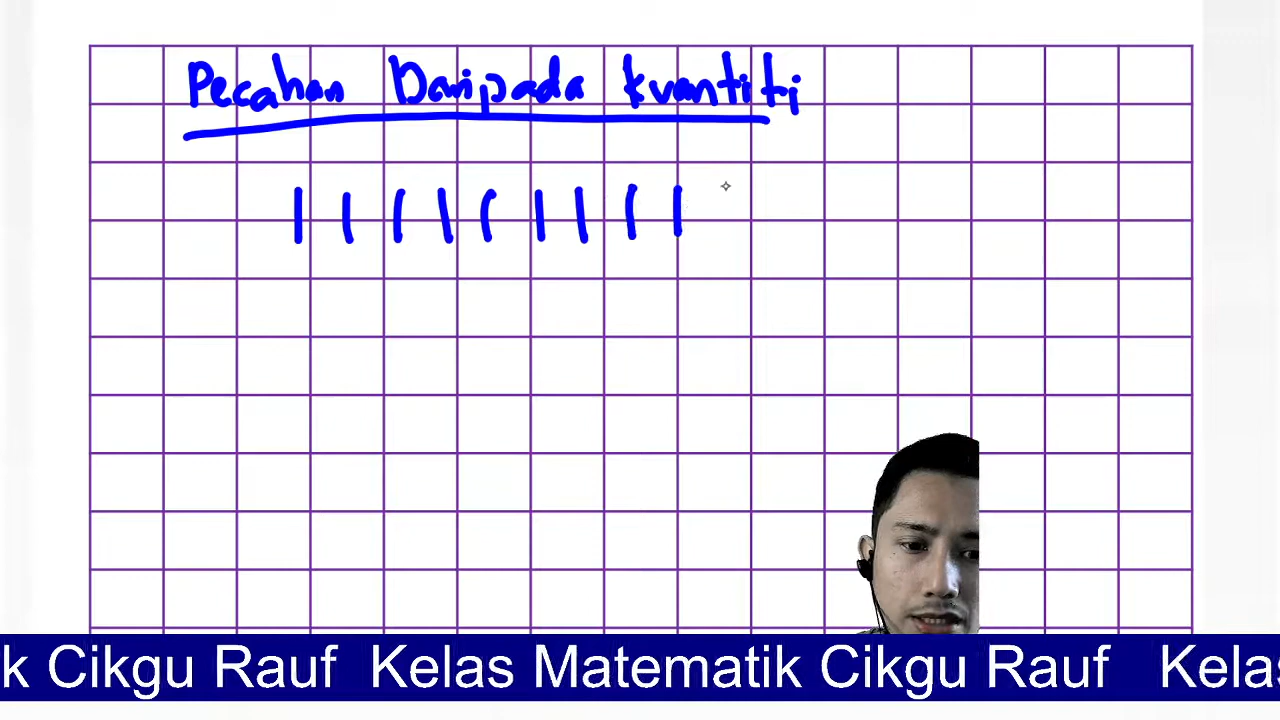 Pecahan Daripada kuantiti
| | | | | | | | |
k Cikgu Rauf Kelas Matematik Cikgu Rauf Kelas